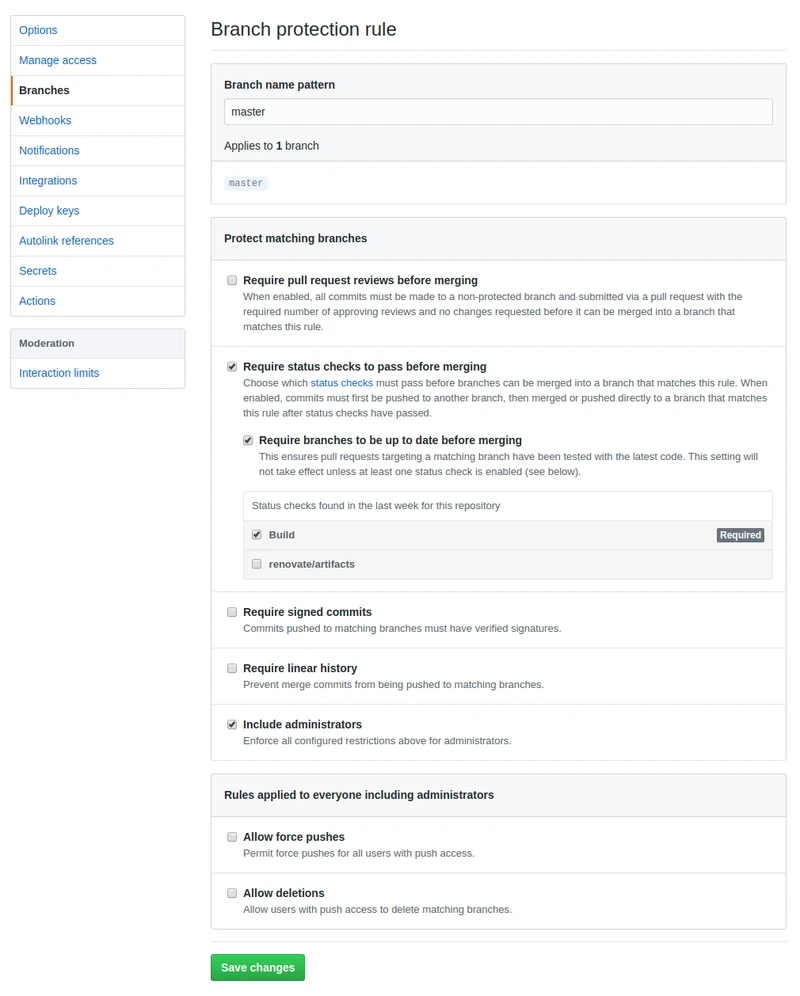 Options
Manage access
Branches
Webhooks
Notifications
Integrations
Deploy keys
Autolink references
Secrets
Actions
Moderation
Interaction limits
Branch protection rule
Branch name pattern
master
Applies to 1 branch
master
Protect matching branches
Require pull request reviews before merging
When enabled, all commits must be made to a non-protected branch and submitted via a pull request with the
required number of approving reviews and no changes requested before it can be merged into a branch that
matches this rule.
Require status checks to pass before merging
Choose which status checks must pass before branches can be merged into a branch that matches this rule. When
enabled, commits must first be pushed to another branch, then merged or pushed directly to a branch that matches
this rule after status checks have passed.
Require branches to be up to date before merging
This ensures pull requests targeting a matching branch have been tested with the latest code. This setting will
not take effect unless at least one status check is enabled (see below).
Status checks found in the last week for this repository
Build Required
renovate/artifacts
Require signed commits
Commits pushed to matching branches must have verified signatures.
Require linear history
Prevent merge commits from being pushed to matching branches.
Include administrators
Enforce all configured restrictions above for administrators.
Rules applied to everyone including administrators
Allow force pushes
Permit force pushes for all users with push access.
Allow deletions
Allow users with push access to delete matching branches.
Save changes